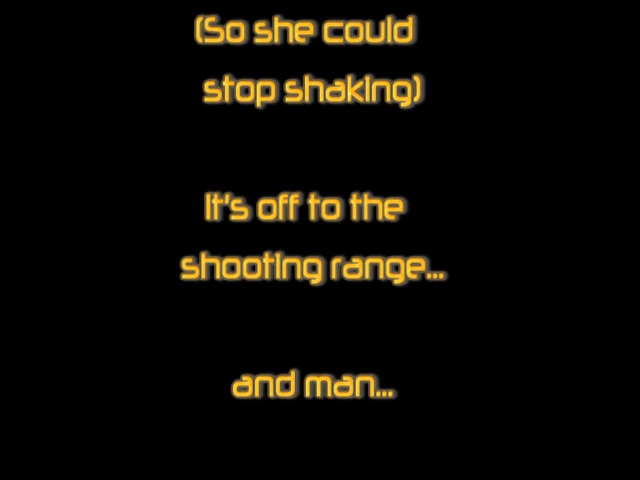 (So she could
stop shaking)
It's off to the
shooting range...
and man...